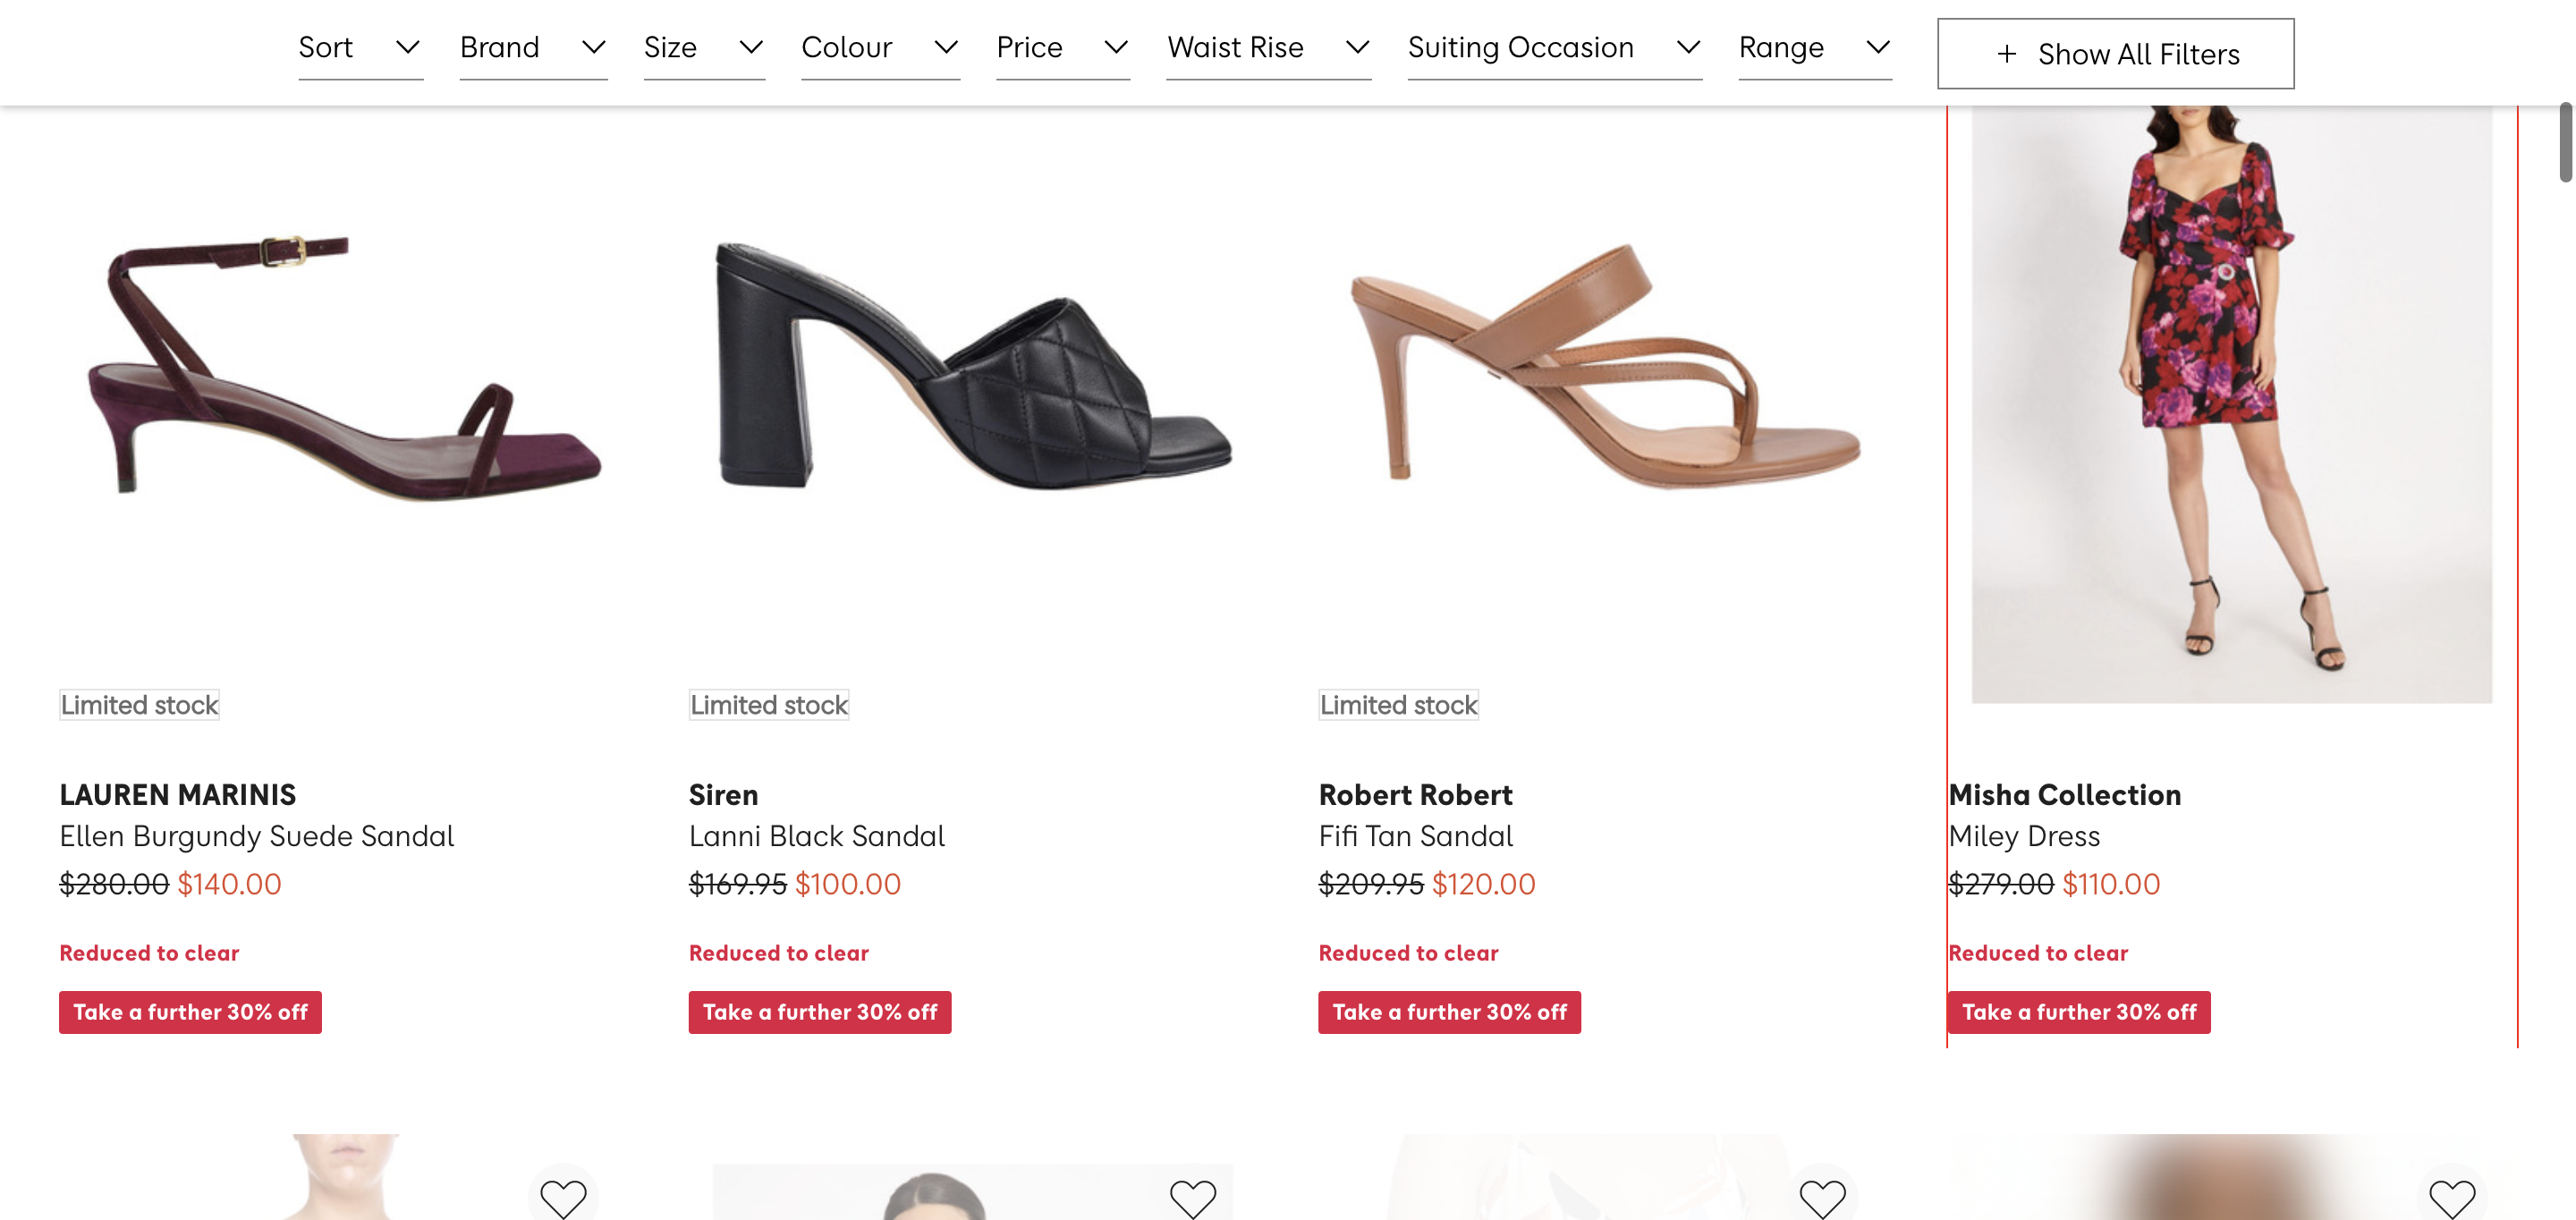 Sort
Brand
Size
Colour
Price
Waist Rise
Suiting Occasion
Range
+ Show All Filters
Limited stock
LAUREN MARINIS
Ellen Burgundy Suede Sandal
$280.00 $140.00
Reduced to clear
Take a further 30% off
Limited stock
Siren
Lanni Black Sandal
$169.95 $100.00
Reduced to clear
Take a further 30% off
Limited stock
Robert Robert
Fifi Tan Sandal
$209.95 $120.00
Reduced to clear
Take a further 30% off
Misha Collection
Miley Dress
$279.00 $110.00
Reduced to clear
Take a further 30% off